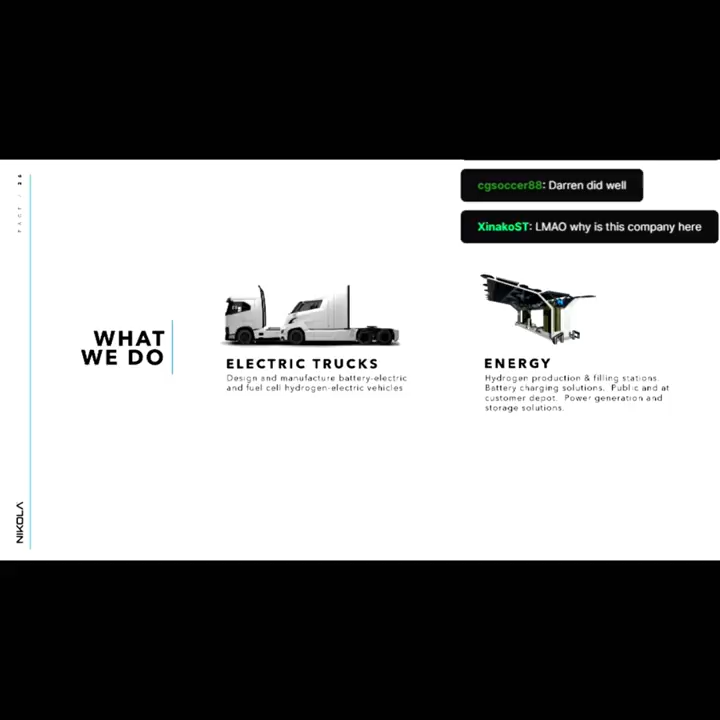 cgsoccer88: Darren did well
XinakoST: LMAO why is this company here
WHAT
WE DO
ELECTRIC TRUCKS
Design and manufacture battery-electric
and fuel cell hydrogen-electric vehicles
ENERGY
Hydrogen production & filling stations.
Battery charging solutions. Public and at
customer depot. Power generation and
storage solutions.
NIKOLA